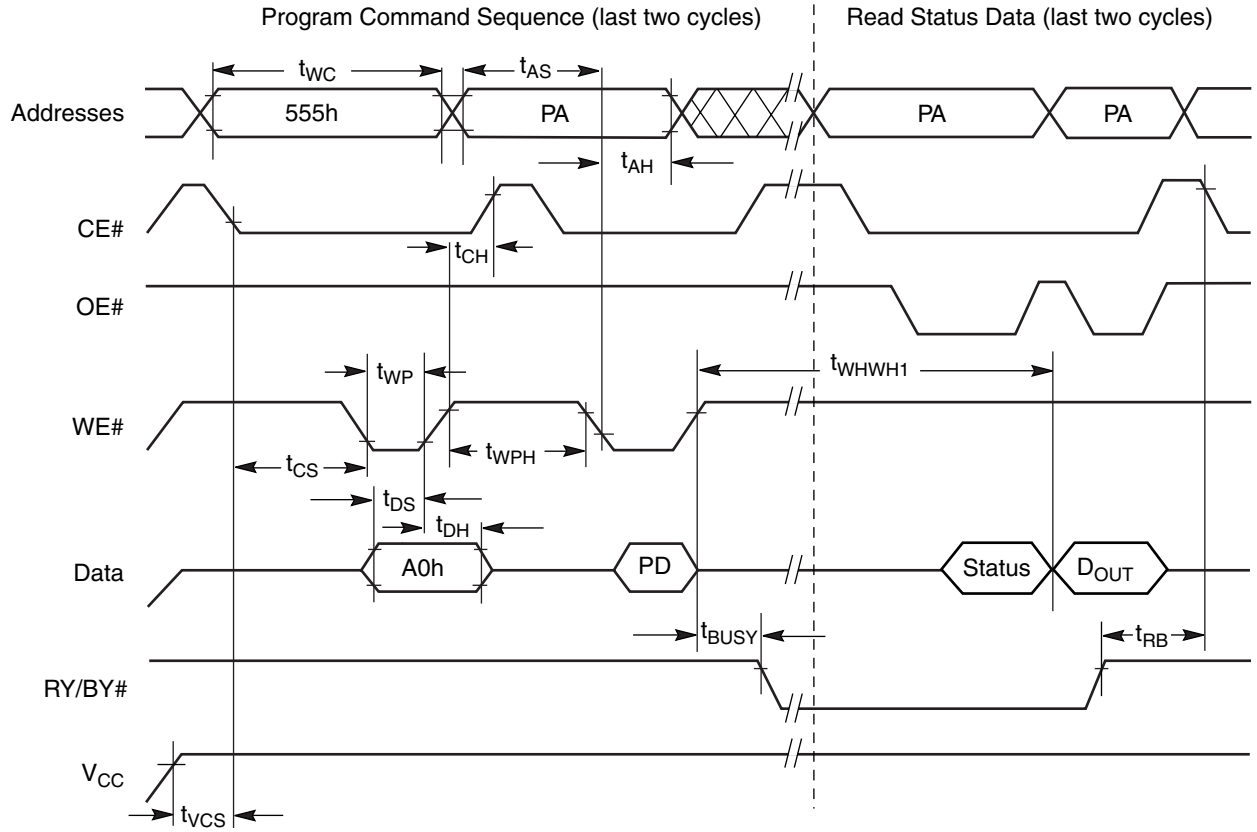 Program Command Sequence (last two cycles)
Read Status Data (last two cycles)
tWC
tAS
Addresses
555h
PA
PA
PA
tAH
CE#
tCH
OE#
tWHWH1
tWP
WE#
tWPH
tCS
tDS
tDH
Data
A0h
PD
Status
DOUT
tBUSY
tRB
RY/BY#
VCC
tVCS